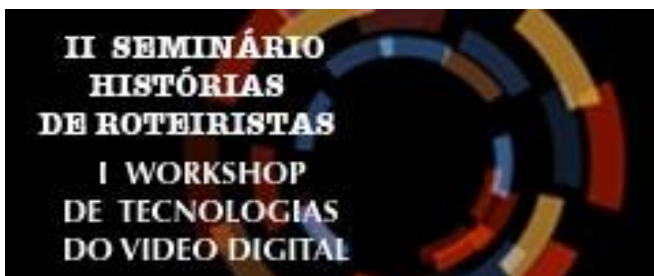 II SEMINÁRIO
HISTÓRIAS
DE ROTEIRISTAS
I WORKSHOP
DE TECNOLOGIAS
DO VIDEO DIGITAL